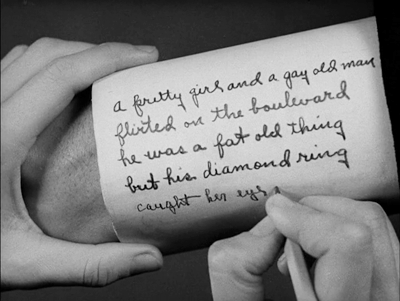 a pretty girl and a gay old man
flirted on the boulevard
he was a fat old thing
but his diamond ring
caught her eye